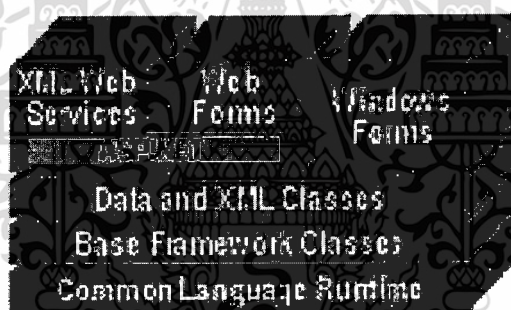 XML Web Services
Web Forms
Windows Forms
ASP.NET
Data and XML Classes
Base Framework Classes
Common Language Runtime